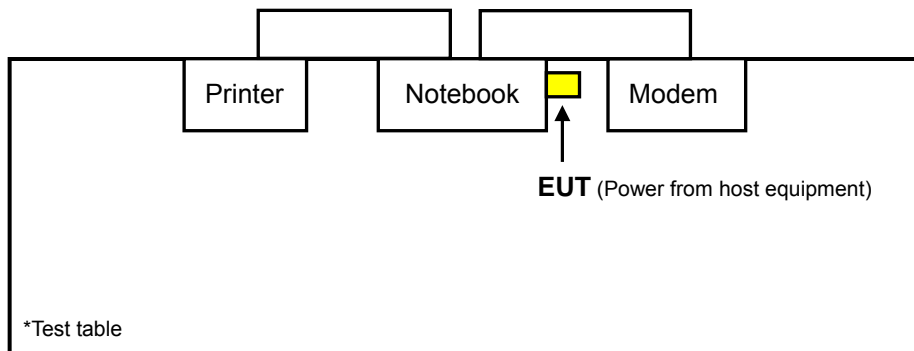 Printer
Notebook
Modem
EUT (Power from host equipment)
*Test table